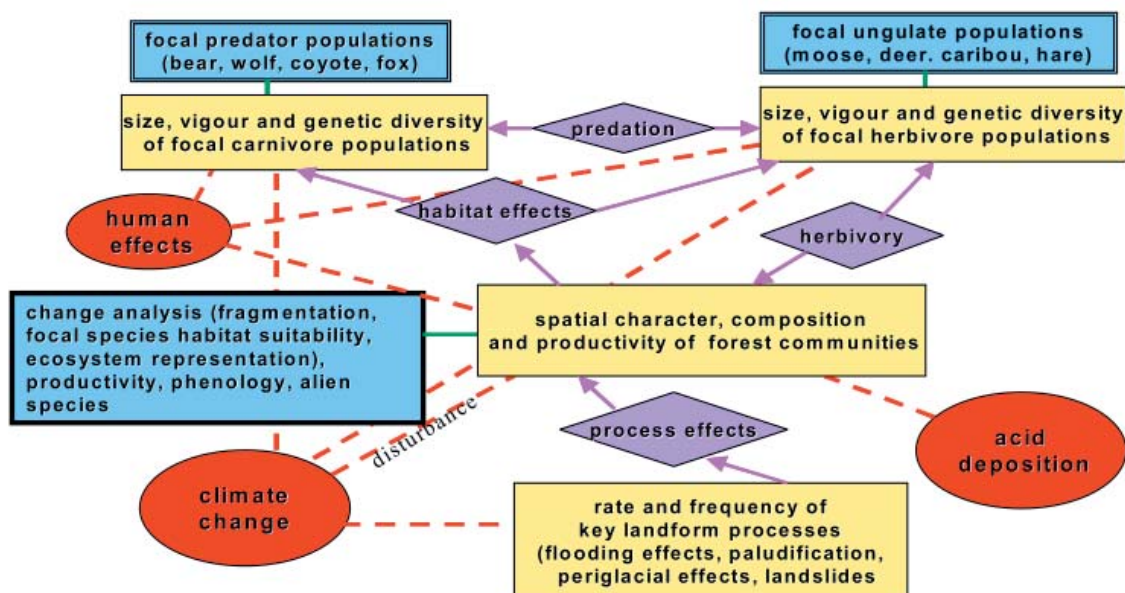 focal predator populations
(bear, wolf, coyote, fox)
focal ungulate populations
(moose, deer. caribou, hare)
size, vigour and genetic diversity
of focal carnivore populations
predation
size, vigour and genetic diversity
of focal herbivore populations
human
effects
habitat effects
herbivory
change analysis (fragmentation,
focal species habitat suitability,
ecosystem representation),
productivity, phenology, alien
species
spatial character, composition
and productivity of forest communities
disturbance
process effects
acid
deposition
climate
change
rate and frequency of
key landform processes
(flooding effects, paludification,
periglacial effects, landslides